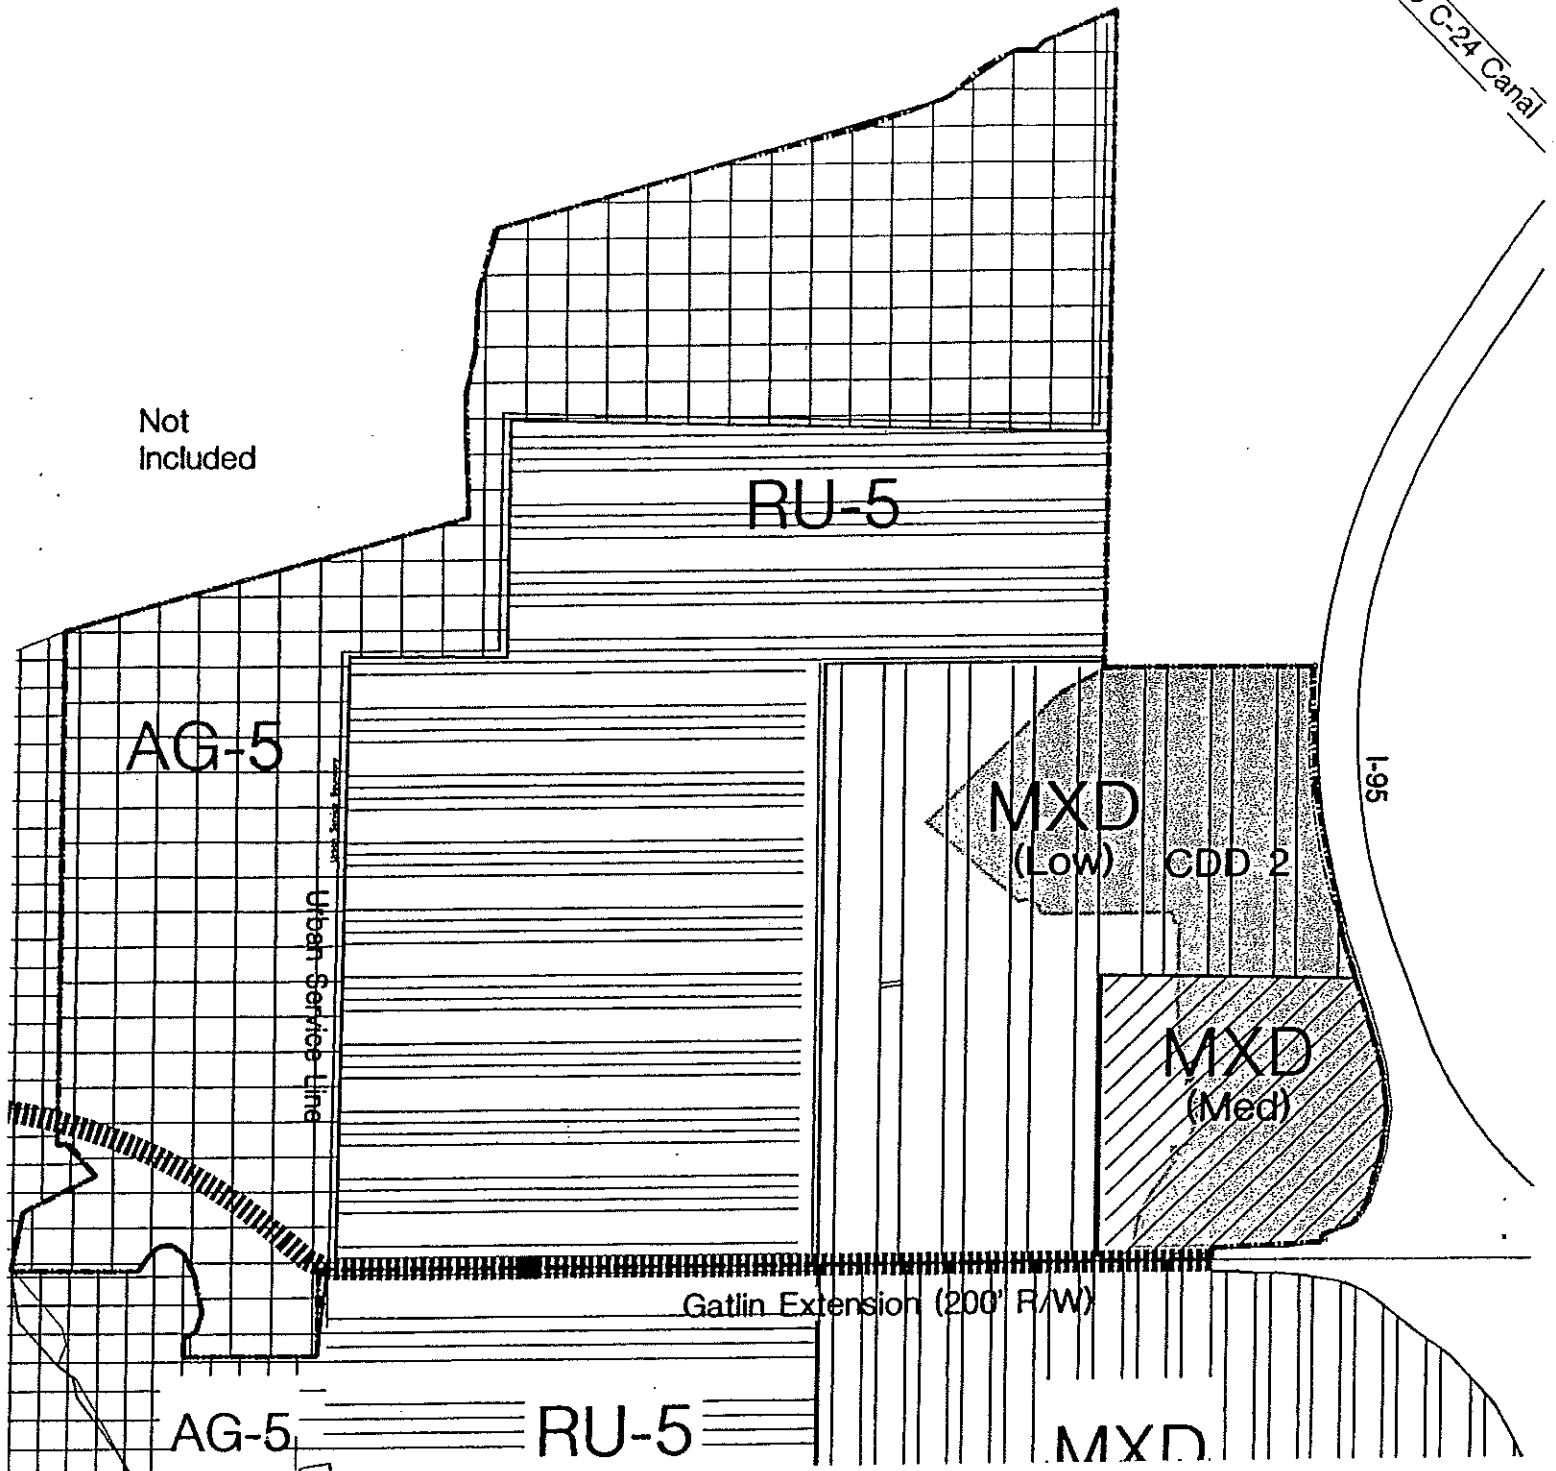 C-24 Canal
Not
Included
RU-5
AG-5
I-95
MXD
(Low)
CDD 2
Urban Service Line
MXD
(Med)
Gatlin Extension (200' R/W)
AG-5
RU-5
MXD